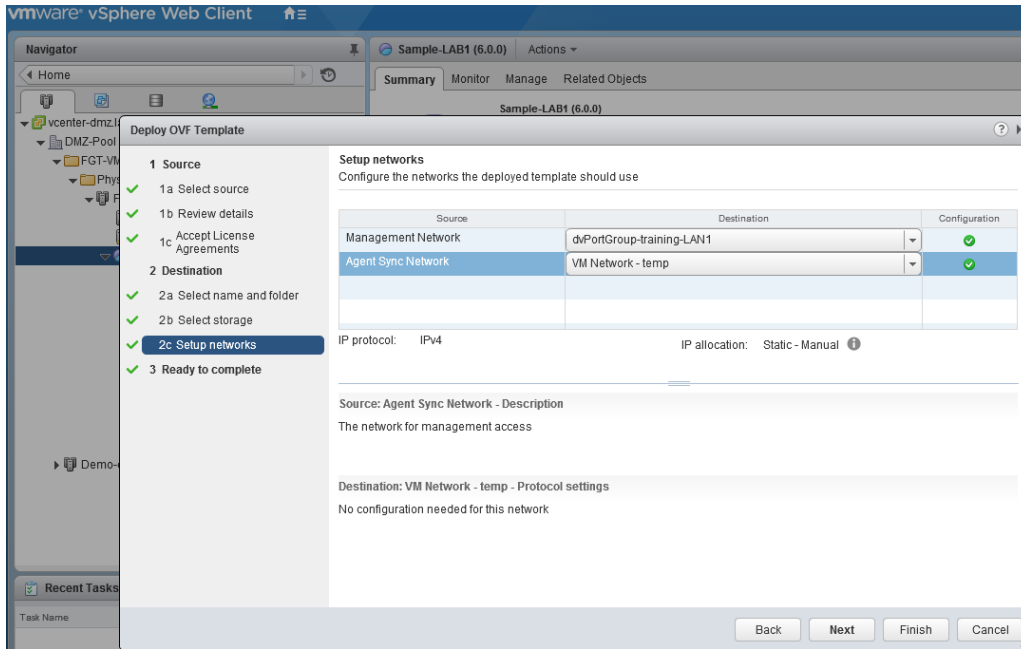 vmware® vSphere Web Client
Navigator
Sample-LAB1 (6.0.0) Actions
Home
Summary Monitor Manage Related Objects
Sample-LAB1 (6.0.0)
DMZ-Pool
Demo-
Recent Tasks
Task Name
Deploy OVF Template
?
1 Source
1a Select source
1b Review details
1c Accept License
Agreements
2 Destination
2a Select name and folder
2b Select storage
2c Setup networks
3 Ready to complete
Setup networks
Configure the networks the deployed template should use
Source Destination Configuration
Management Network dvPortGroup-training-LAN1
Agent Sync Network VM Network - temp
IP protocol: IPv4 IP allocation: Static - Manual
Source: Agent Sync Network - Description
The network for management access
Destination: VM Network - temp - Protocol settings
No configuration needed for this network
Back Next Finish Cancel